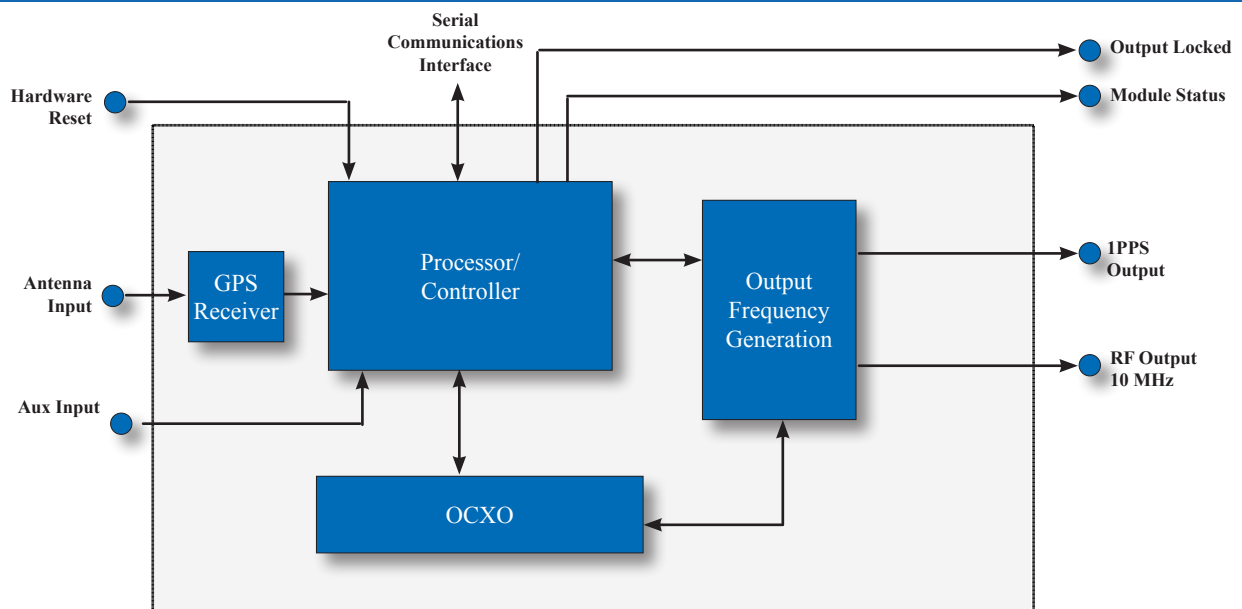 Serial
Communications
Interface
Output Locked
Module Status
Hardware
Reset
Processor/
Controller
GPS
Receiver
Antenna
Input
Output
Frequency
Generation
1PPS
Output
RF Output
10 MHz
Aux Input
OCXO